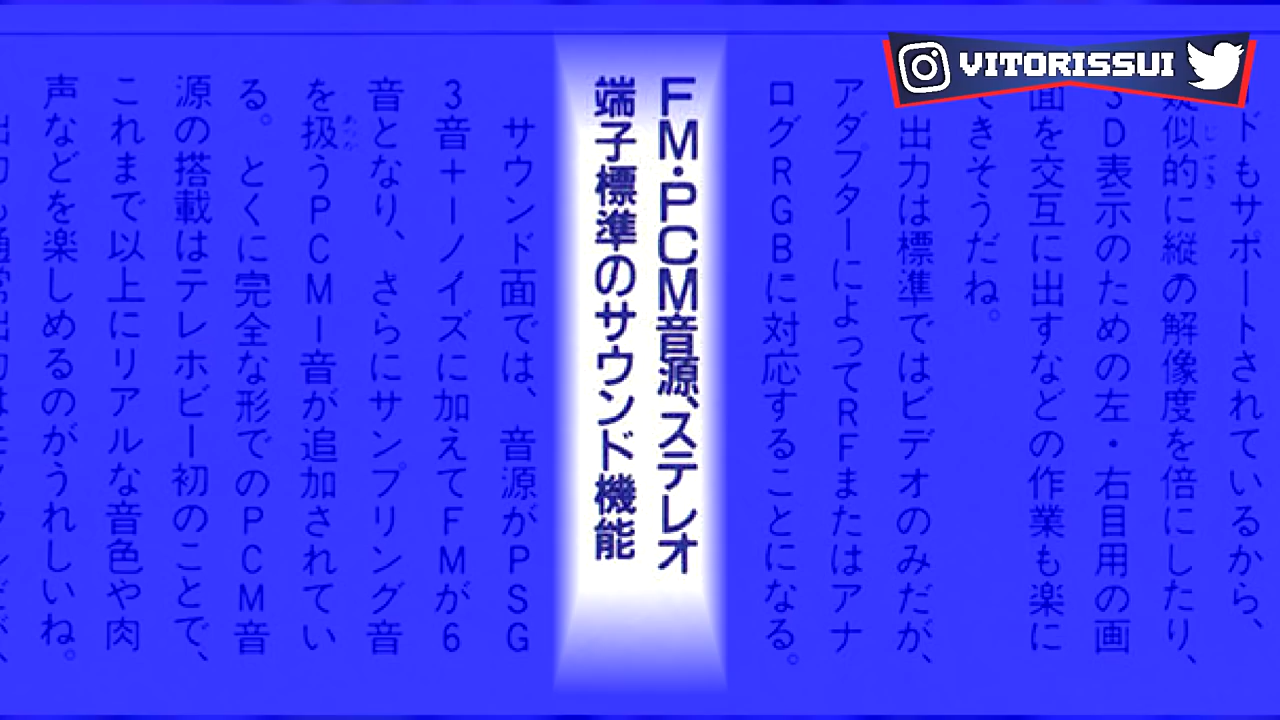 VITORISSUI
ドもサポートされているから、
似的に縦の解像度を倍にしたり、
3D表示のための左・右目用の画
面を交互に出すなどの作業も楽に
できそうだね。
出力は標準ではビデオのみだが、
アダプターによってRFまたはアナ
ログRGBに対応することになる。
FM・PCM音源、ステレオ
端子標準のサウンド機能
サウンド面では、音源がPSG
3音+1ノイズに加えてFMが6
音となり、さらにサンプリング音
を扱うPCM1音が追加されてい
る。とくに完全な形でのPCM音
源の搭載はテレホビー初のことで、
これまで以上にリアルな音色や肉
声などを楽しめるのがうれしいね。